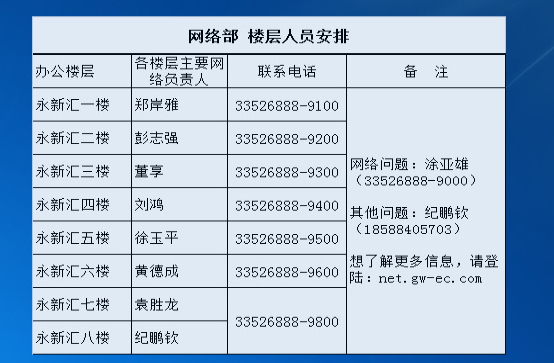 网络部 楼层人员安排
办公楼层 各楼层主要网络负责人 联系电话 备 注
永新汇一楼 郑岸雅 33526888-9100
永新汇二楼 彭志强 33526888-9200
永新汇三楼 董享 33526888-9300
永新汇四楼 刘鸿 33526888-9400
永新汇五楼 徐玉平 33526888-9500
永新汇六楼 黄德成 33526888-9600
永新汇七楼 袁胜龙 33526888-9800
永新汇八楼 纪鹏钦
网络问题：涂亚雄
（33526888-9000）
其他问题：纪鹏钦
（18588405703）
想了解更多信息，请登
陆：net.gw-ec.com